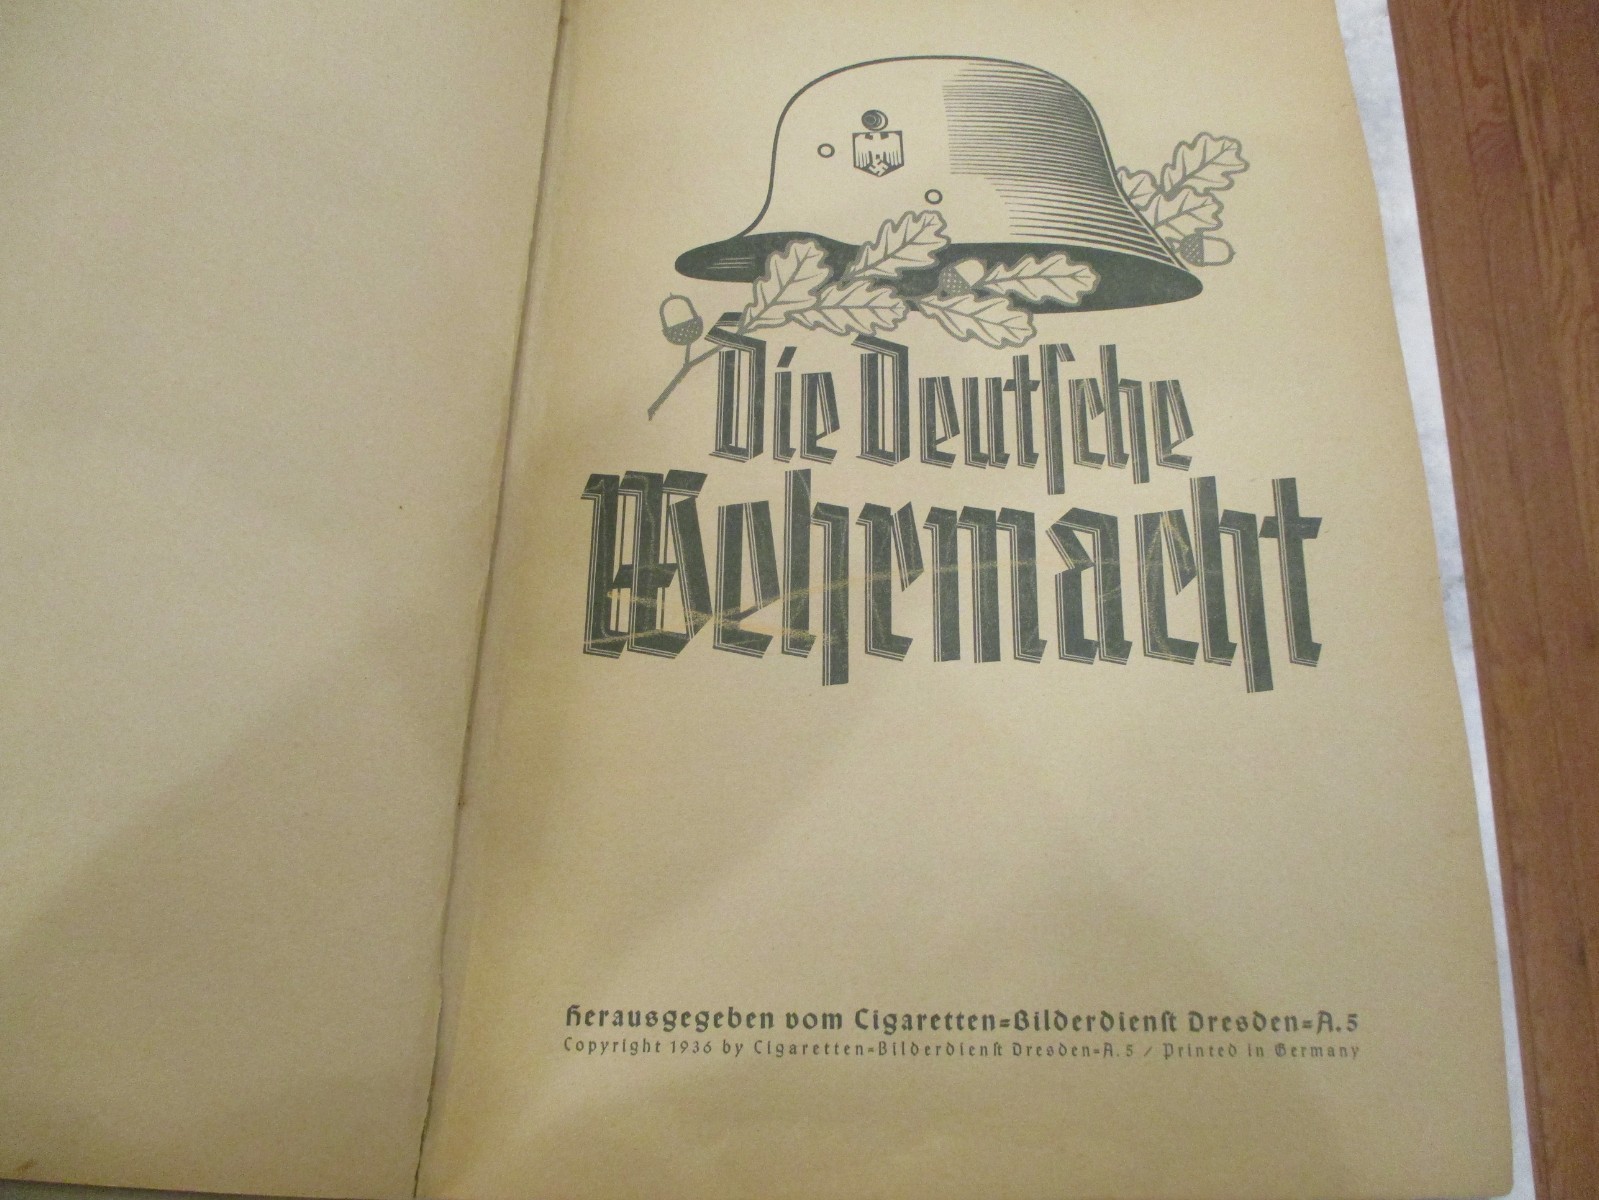 Die Deutsche
Wehrmacht
Herausgegeben vom Cigaretten=Bilderdienst Dresden=A. 5
Copyright 1936 by Cigaretten=Bilderdienst Dresden=A. 5 / Printed in Germany